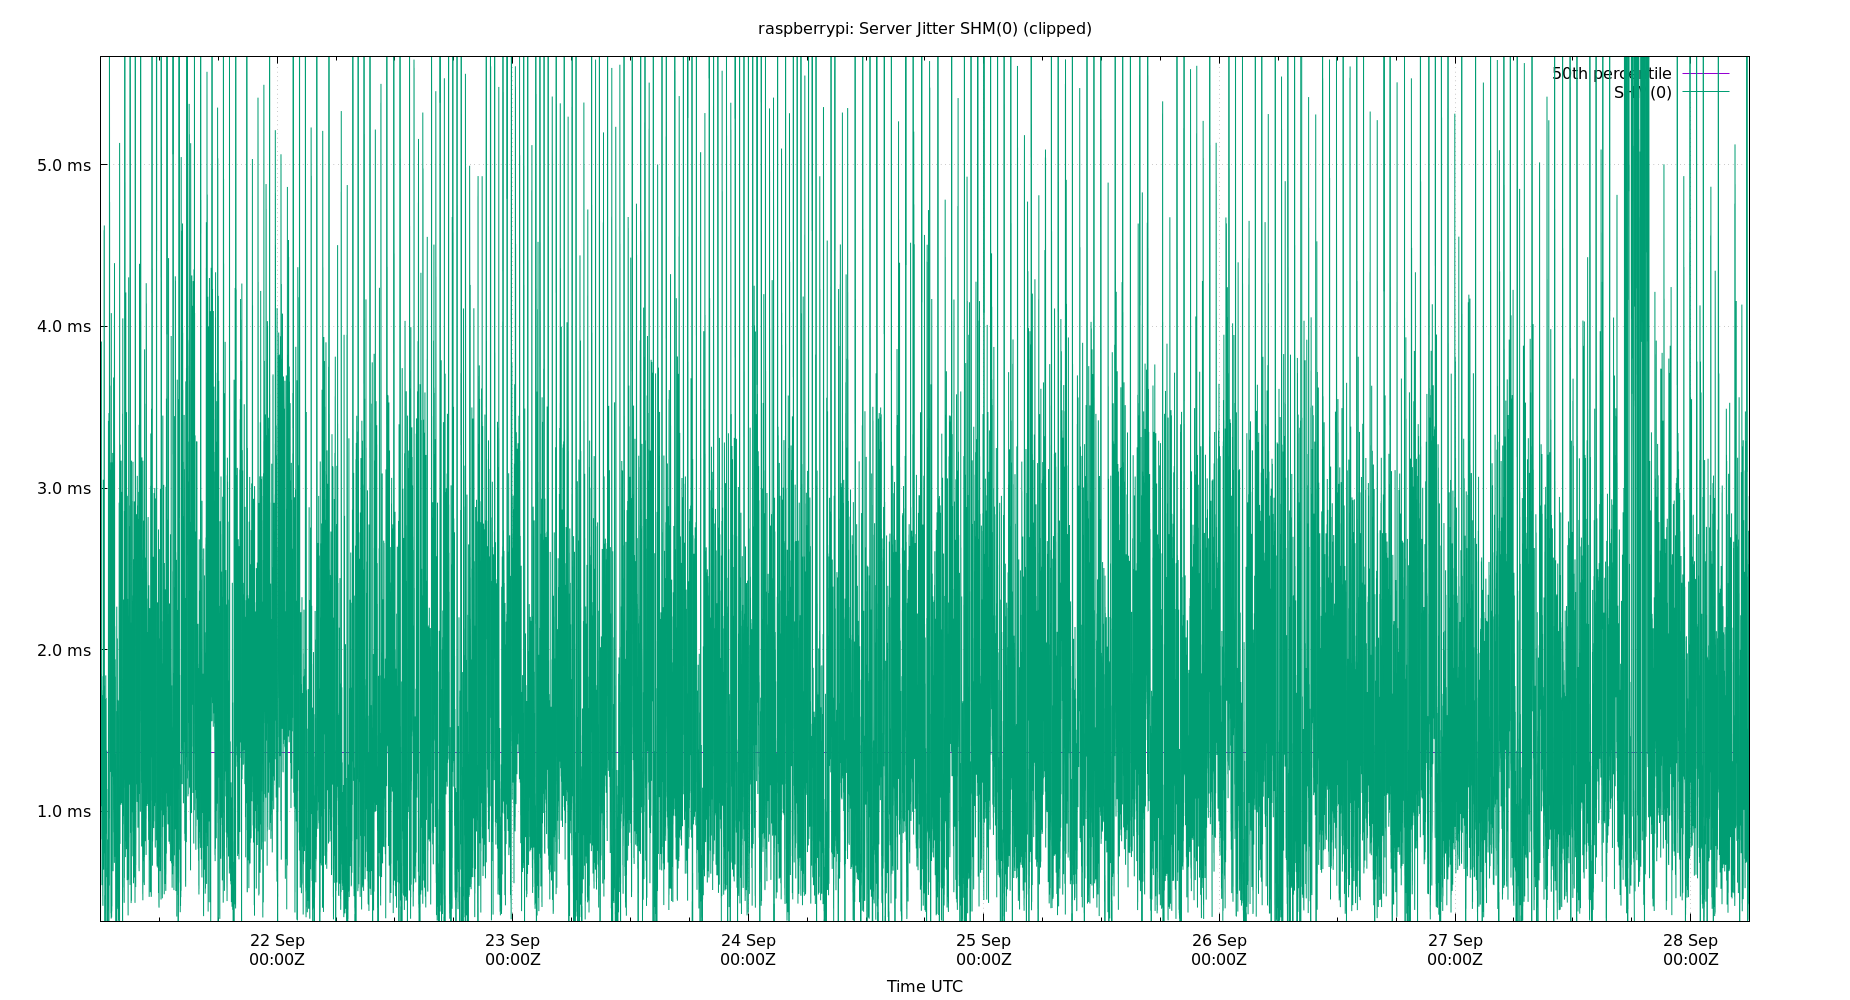 raspberrypi: Server Jitter SHM(0) (clipped)
50th percentile
SHM(0)
5.0 ms
4.0 ms
3.0 ms
2.0 ms
1.0 ms
22 Sep 23 Sep 24 Sep 25 Sep 26 Sep 27 Sep 28 Sep
00:00Z 00:00Z 00:00Z 00:00Z 00:00Z 00:00Z 00:00Z
Time UTC